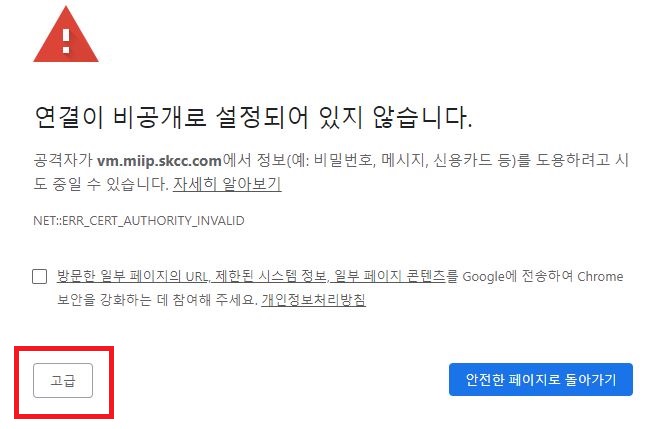 연결이 비공개로 설정되어 있지 않습니다.
공격자가 vm.miip.skcc.com에서 정보(예: 비밀번호, 메시지, 신용카드 등)를 도용하려고 시
도 중일 수 있습니다. 자세히 알아보기
NET::ERR_CERT_AUTHORITY_INVALID
방문한 일부 페이지의 URL, 제한된 시스템 정보, 일부 페이지 콘텐츠를 Google에 전송하여 Chrome
보안을 강화하는 데 참여해 주세요. 개인정보처리방침
고급
안전한 페이지로 돌아가기